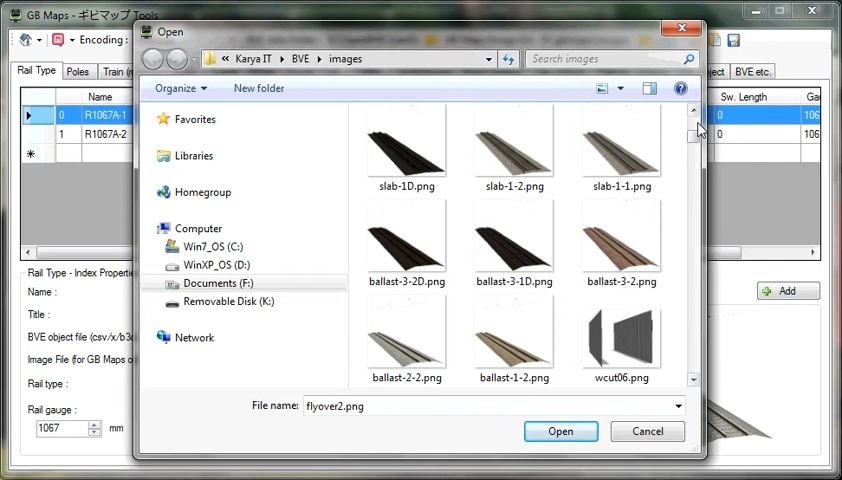 GB Maps - ギビマップ Tools
Open
Encoding :
Karya IT BVE images
Search images
Rail Type Poles Train (
ject BVE etc.
Organize New folder
Name
Sw. Length
0 R1067A-1
0
106
1 R1067A-2
0
106
Favorites
Libraries
Homegroup
Computer
Win7_OS (C:)
WinXP_OS (D:)
Documents (F:)
Removable Disk (K:)
Network
slab-1D.png slab-1-2.png slab-1-1.png
ballast-3-2D.png ballast-3-1D.png ballast-3-2.png
ballast-2-2.png ballast-1-2.png wcut06.png
Rail Type - Index Properti
Name :
Add
Title :
BVE object file (csv/x/b3d
Image File (for GB Maps o
Rail type :
Rail gauge :
1067 mm
File name: flyover2.png
Open Cancel